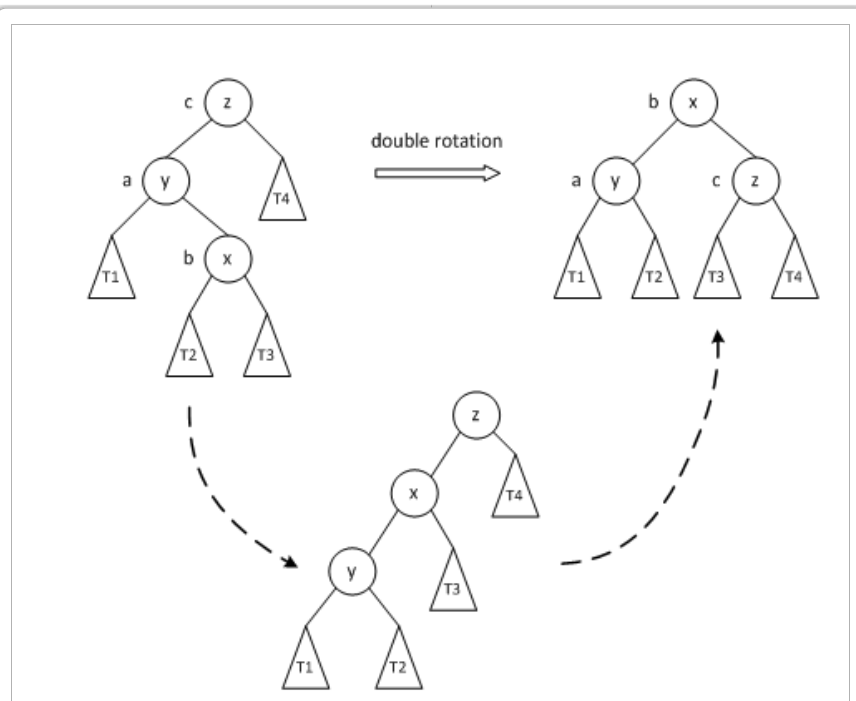 c z
b x
double rotation
a y
T4
a y
c z
T1
b x
T1
T2
T3
T4
T2
T3
z
x
T4
y
T3
T1
T2